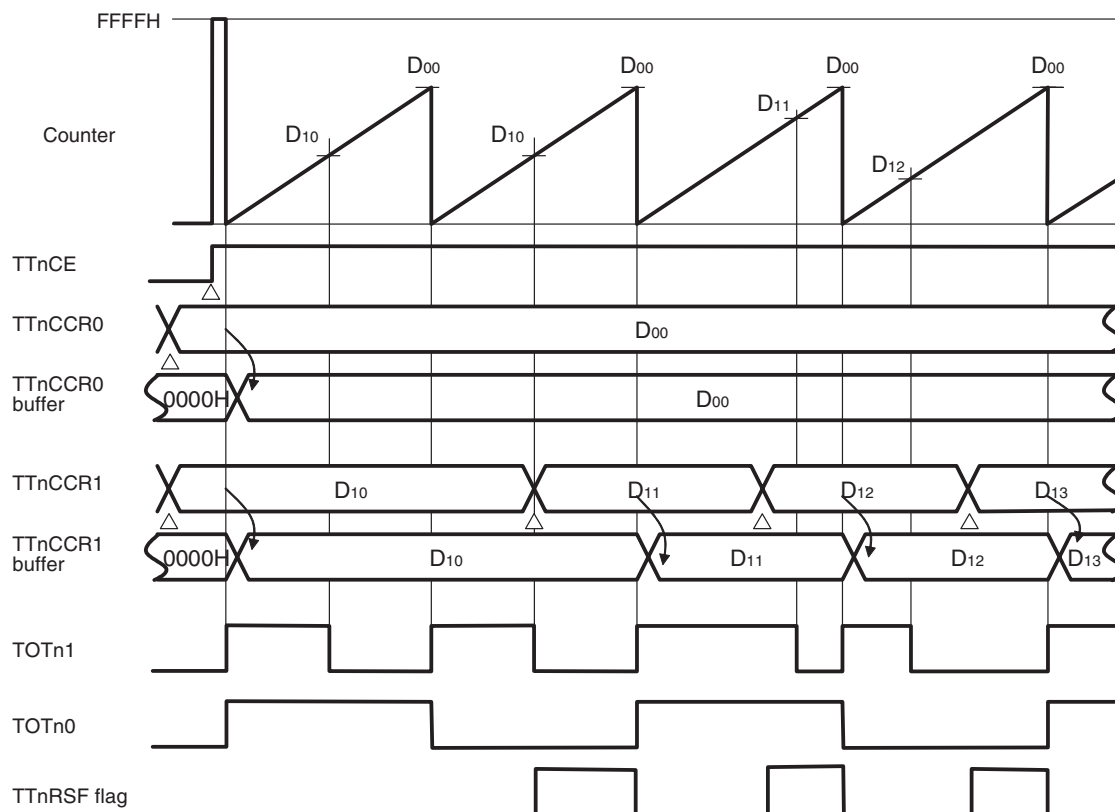 FFFFH
D00 D00 D00 D00
D11
D10 D10
Counter
D12
TTnCE
TTnCCR0
D00
TTnCCR0
buffer
0000H D00
TTnCCR1
D10 D11 D12 D13
TTnCCR1
buffer
0000H D10 D11 D12 D13
TOTn1
TOTn0
TTnRSF flag